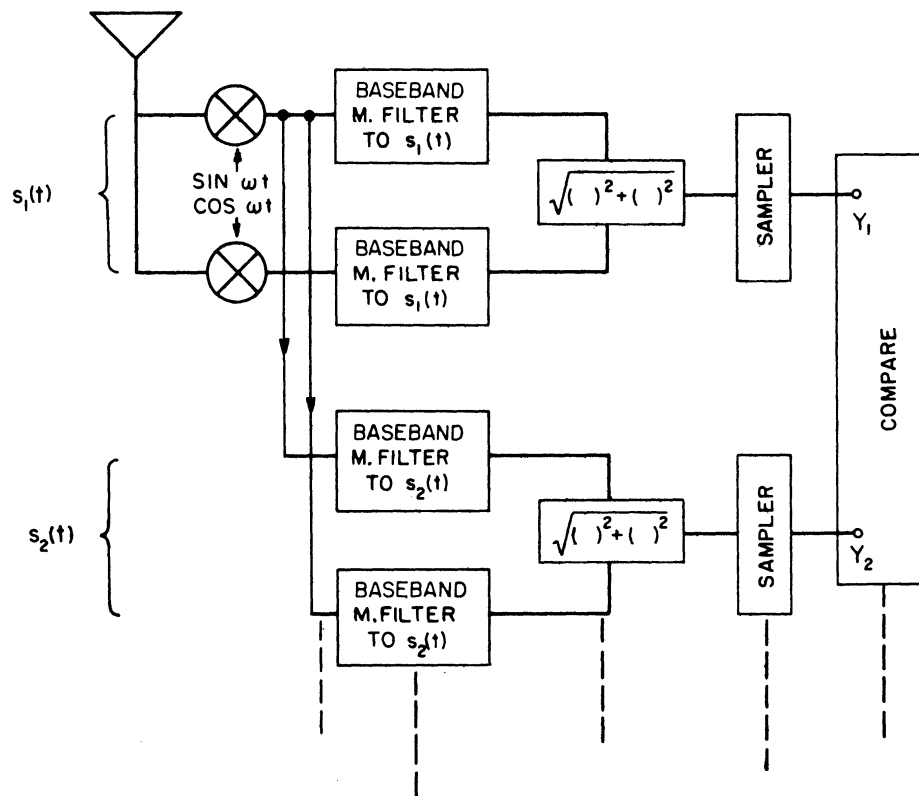 BASEBAND
M. FILTER
TO s₁(t)
SIN ωt
COS ωt
s₁(t)
√( )² + ( )²
SAMPLER
Y₁
BASEBAND
M. FILTER
TO s₁(t)
COMPARE
BASEBAND
M. FILTER
TO s₂(t)
s₂(t)
√( )² + ( )²
SAMPLER
Y₂
BASEBAND
M. FILTER
TO s₂(t)